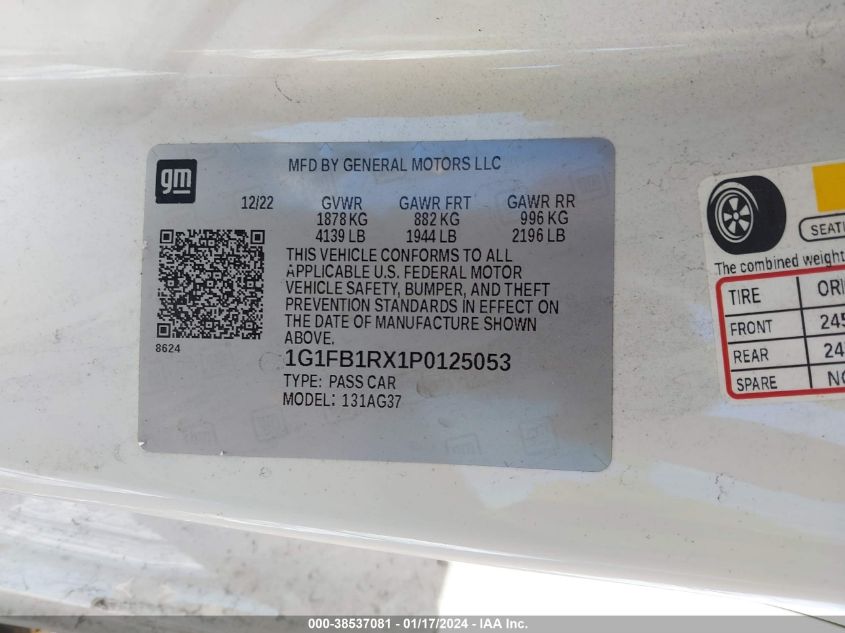 gm
MFD BY GENERAL MOTORS LLC
12/22 GVWR GAWR FRT GAWR RR
1878 KG 882 KG 996 KG
4139 LB 1944 LB 2196 LB
THIS VEHICLE CONFORMS TO ALL
APPLICABLE U.S. FEDERAL MOTOR
VEHICLE SAFETY, BUMPER, AND THEFT
PREVENTION STANDARDS IN EFFECT ON
THE DATE OF MANUFACTURE SHOWN
ABOVE.
8624
1G1FB1RX1P0125053
TYPE: PASS CAR
MODEL: 131AG37
The combined weight
TIRE
FRONT
REAR
SPARE
000-38537081 - 01/17/2024 - IAA Inc.